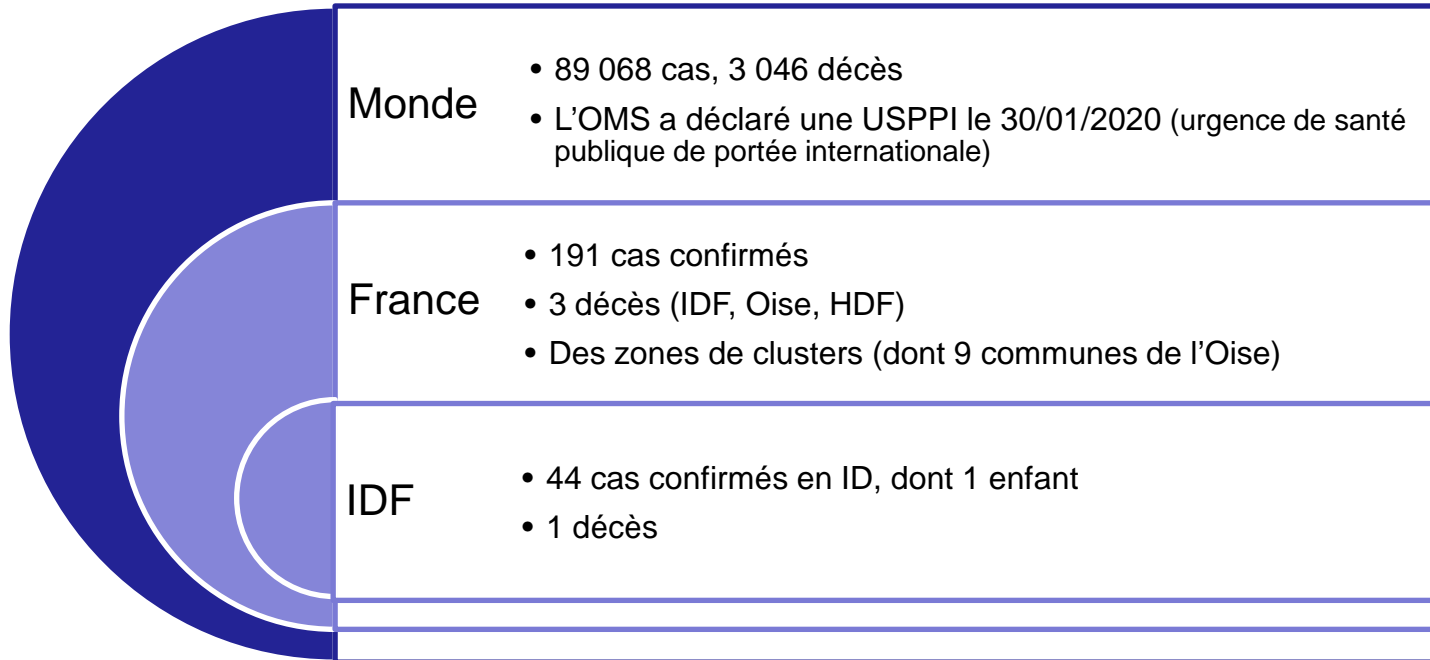 Monde
• 89 068 cas, 3 046 décès
• L’OMS a déclaré une USPPI le 30/01/2020 (urgence de santé
publique de portée internationale)
France
• 191 cas confirmés
• 3 décès (IDF, Oise, HDF)
• Des zones de clusters (dont 9 communes de l’Oise)
IDF
• 44 cas confirmés en ID, dont 1 enfant
• 1 décès